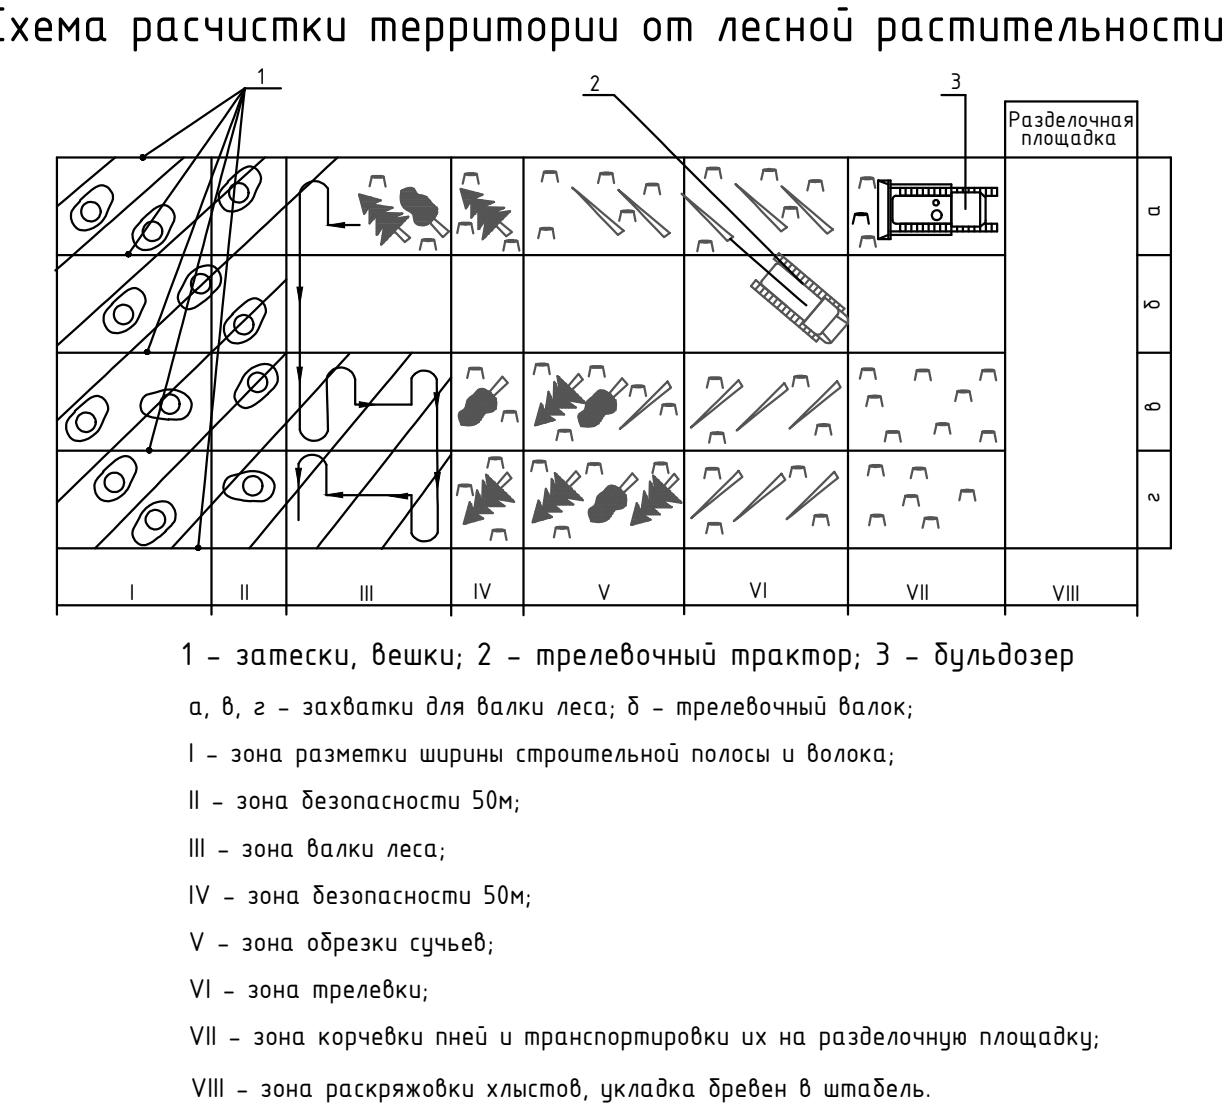 Схема расчистки территории от лесной растительности
1
2
3
Разделочная
площадка
а
б
в
г
I II III IV V VI VII VIII
1 – затески, вешки; 2 – трелевочный трактор; 3 – бульдозер
а, в, г – захватки для валки леса; б – трелевочный валок;
I – зона разметки ширины строительной полосы и волока;
II – зона безопасности 50м;
III – зона валки леса;
IV – зона безопасности 50м;
V – зона обрезки сучьев;
VI – зона трелевки;
VII – зона корчевки пней и транспортировки их на разделочную площадку;
VIII – зона раскряжовки хлыстов, укладка бревен в штабель.